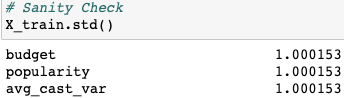 # Sanity Check
X_train.std()
budget 1.000153
popularity 1.000153
avg_cast_var 1.000153